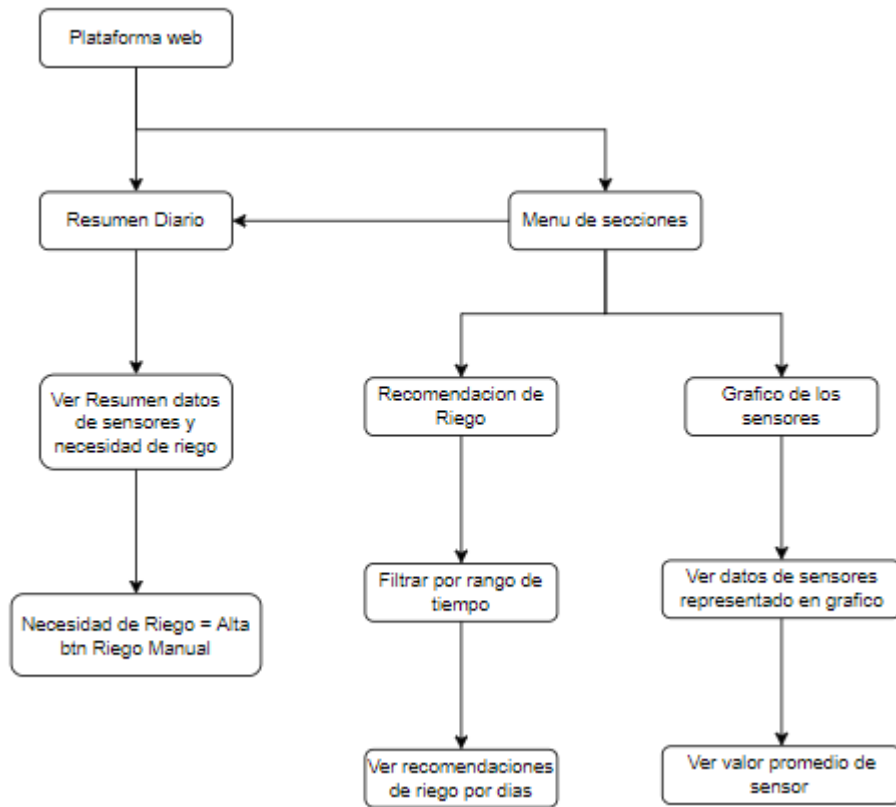 Plataforma web
Resumen Diario
Menu de secciones
Ver Resumen datos
de sensores y
necesidad de riego
Recomendacion de
Riego
Grafico de los
sensores
Necesidad de Riego = Alta
btn Riego Manual
Filtrar por rango de
tiempo
Ver datos de sensores
representado en grafico
Ver recomendaciones
de riego por dias
Ver valor promedio de
sensor